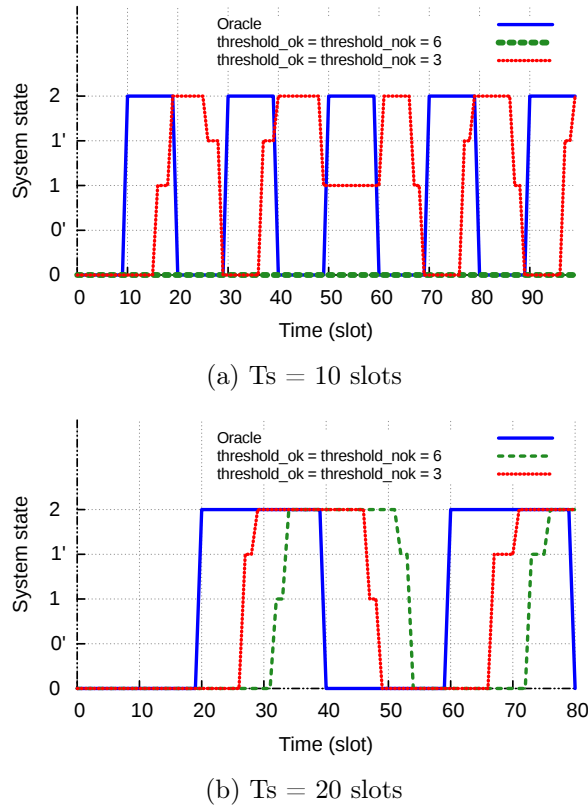 Oracle
threshold_ok = threshold_nok = 6
threshold_ok = threshold_nok = 3
System state
2
1'
1
0'
0
0 10 20 30 40 50 60 70 80 90
Time (slot)
(a) Ts = 10 slots
Oracle
threshold_ok = threshold_nok = 6
threshold_ok = threshold_nok = 3
System state
2
1'
1
0'
0
0 10 20 30 40 50 60 70 80
Time (slot)
(b) Ts = 20 slots